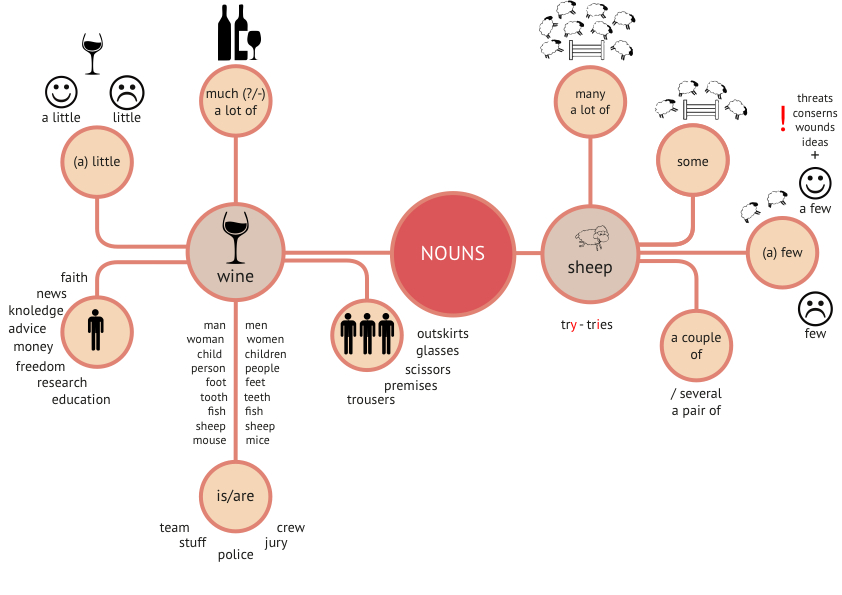 NOUNS
wine
a little
little
(a) little
much (?/-)
a lot of
faith
news
knoledge
advice
money
freedom
research
education
man men
woman women
child children
person people
foot feet
tooth teeth
fish fish
sheep sheep
mouse mice
is/are
team
stuff
police
jury
crew
outskirts
glasses
scissors
premises
trousers
sheep
try - tries
many
a lot of
some
(a) few
!
threats
conserns
wounds
ideas
+
a few
few
a couple
of
/ several
a pair of